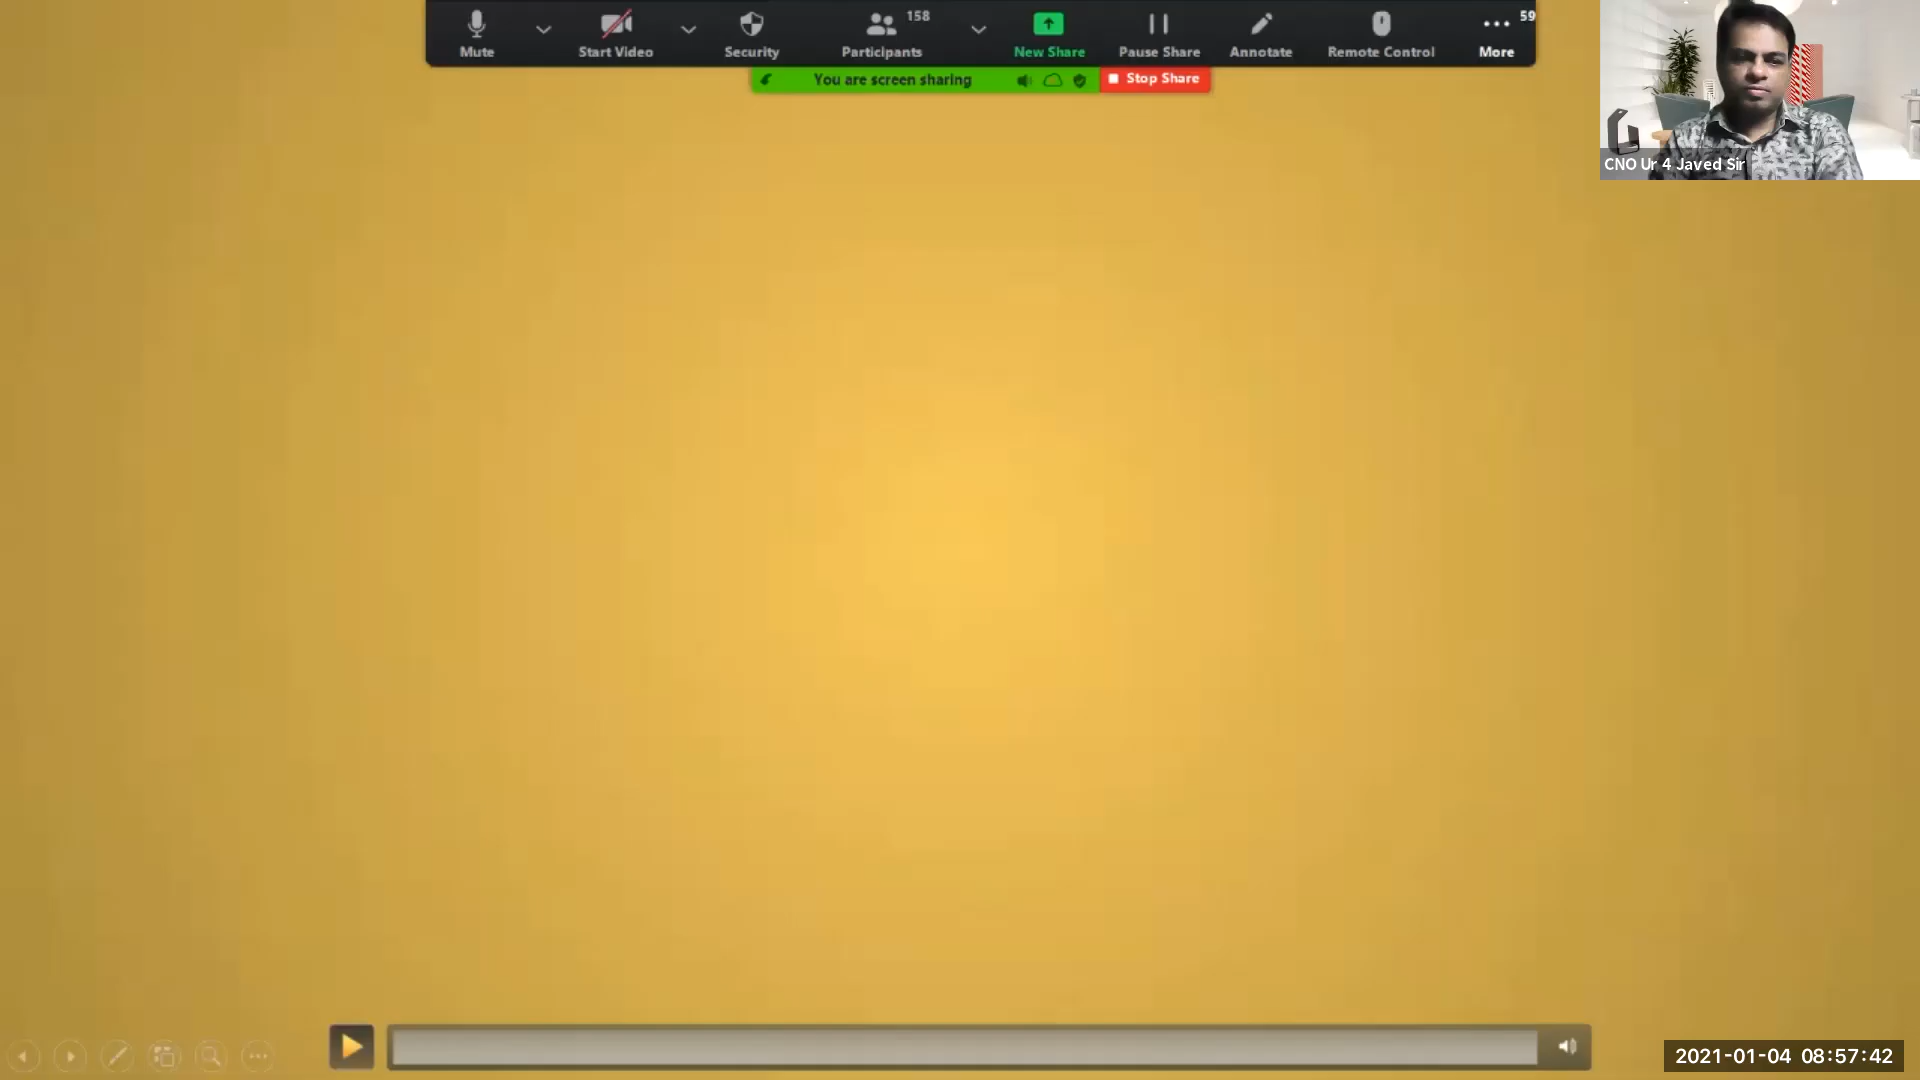 158
59
Mute
Start Video
Security
Participants
New Share
Pause Share
Annotate
Remote Control
More
You are screen sharing
Stop Share
CNO Ur 4 Javed Sir
2021-01-04 08:57:42